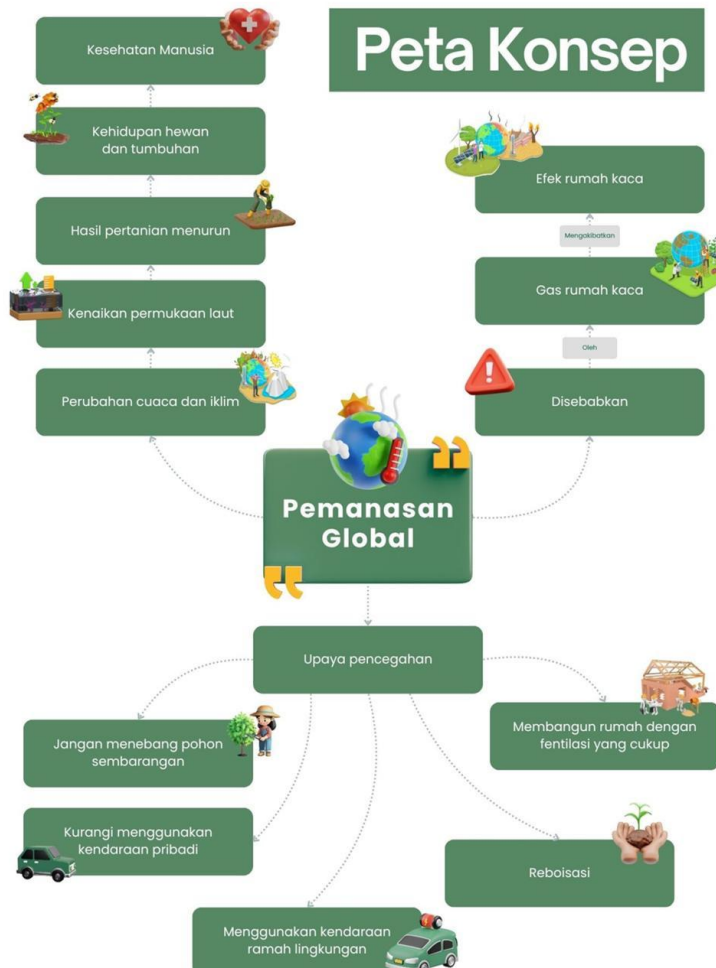 Peta Konsep
Kesehatan Manusia
Kehidupan hewan
dan tumbuhan
Hasil pertanian menurun
Kenaikan permukaan laut
Perubahan cuaca dan iklim
Efek rumah kaca
Mengakibatkan
Gas rumah kaca
Oleh
Disebabkan
Pemanasan
Global
Upaya pencegahan
Jangan menebang pohon
sembarangan
Kurangi menggunakan
kendaraan pribadi
Menggunakan kendaraan
ramah lingkungan
Reboisasi
Membangun rumah dengan
fentilasi yang cukup